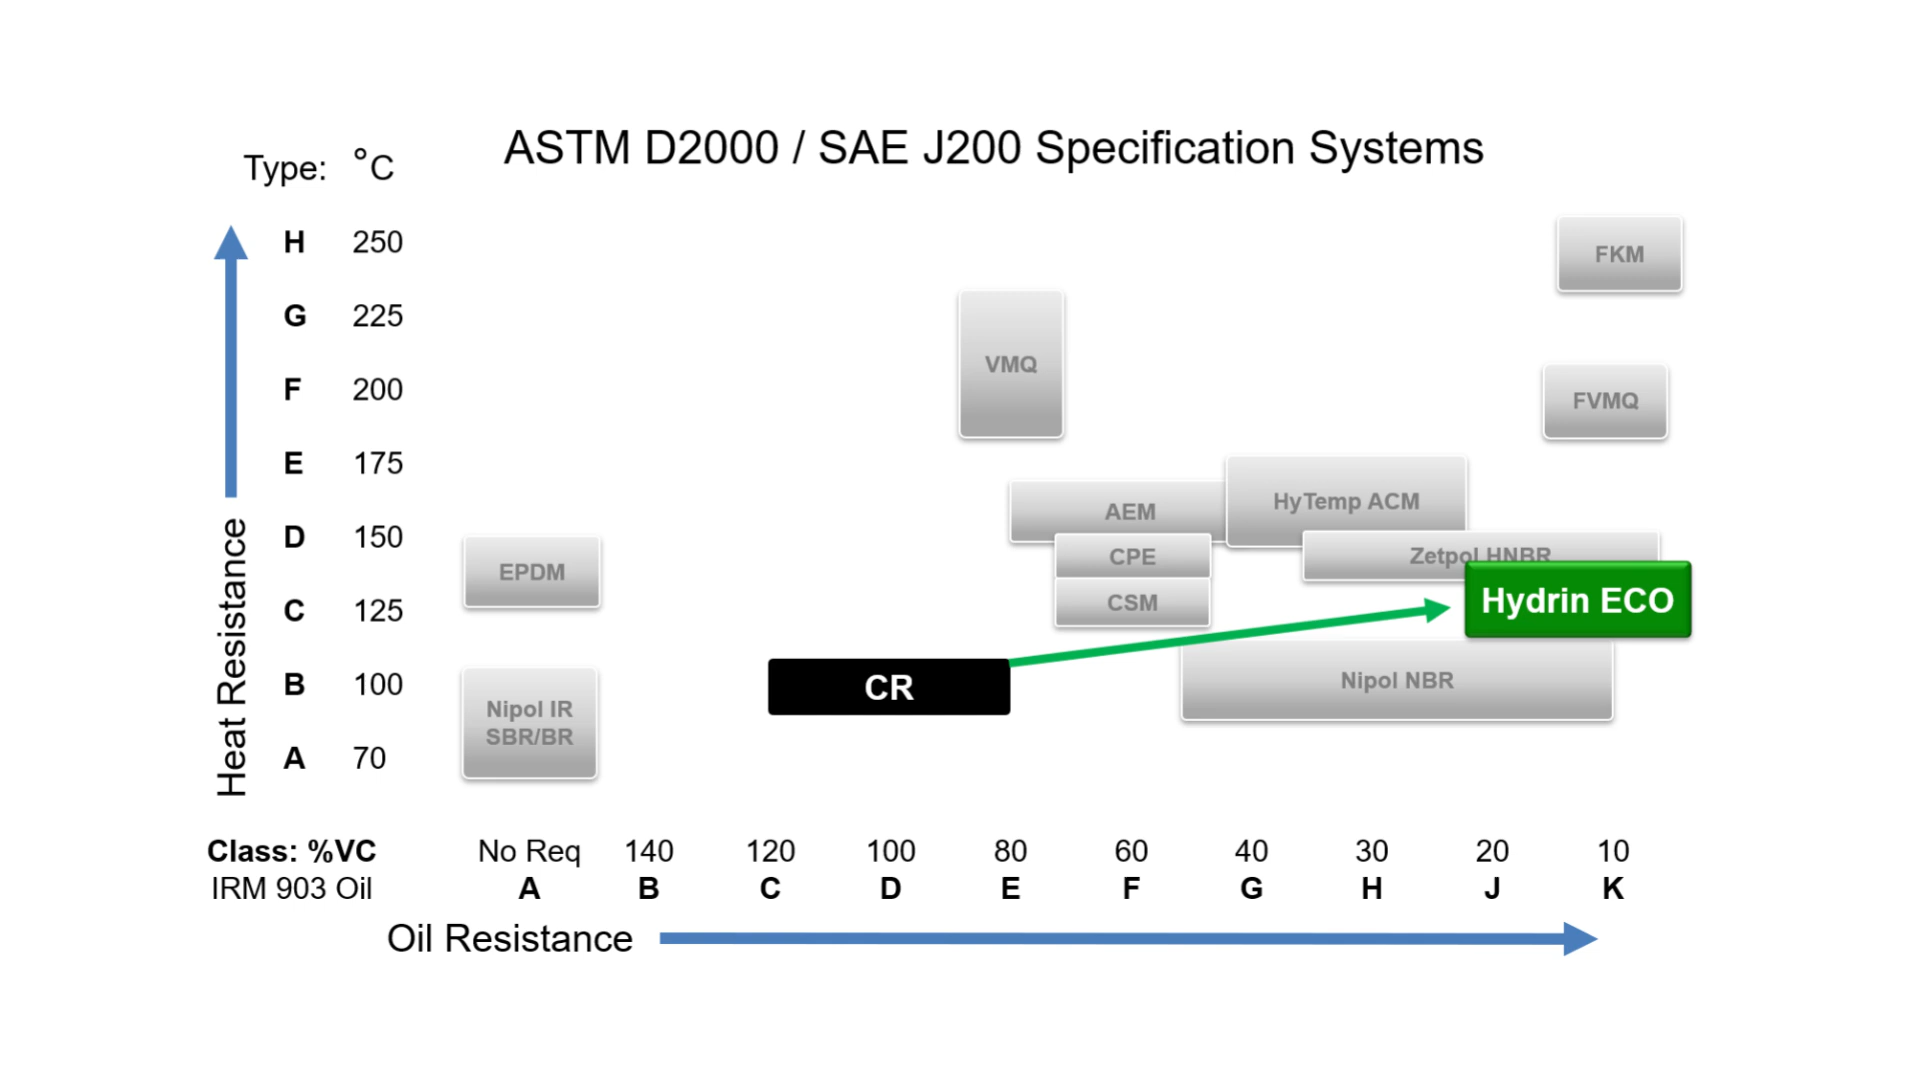 ASTM D2000 / SAE J200 Specification Systems
Type: °C
H 250
G 225
F 200
E 175
D 150
C 125
B 100
A 70
Heat Resistance
FKM
VMQ
FVMQ
HyTemp ACM
AEM
Zetpol HNBR
CPE
EPDM
Hydrin ECO
CSM
CR
Nipol NBR
Nipol IR
SBR/BR
Class: %VC No Req 140 120 100 80 60 40 30 20 10
IRM 903 Oil A B C D E F G H J K
Oil Resistance